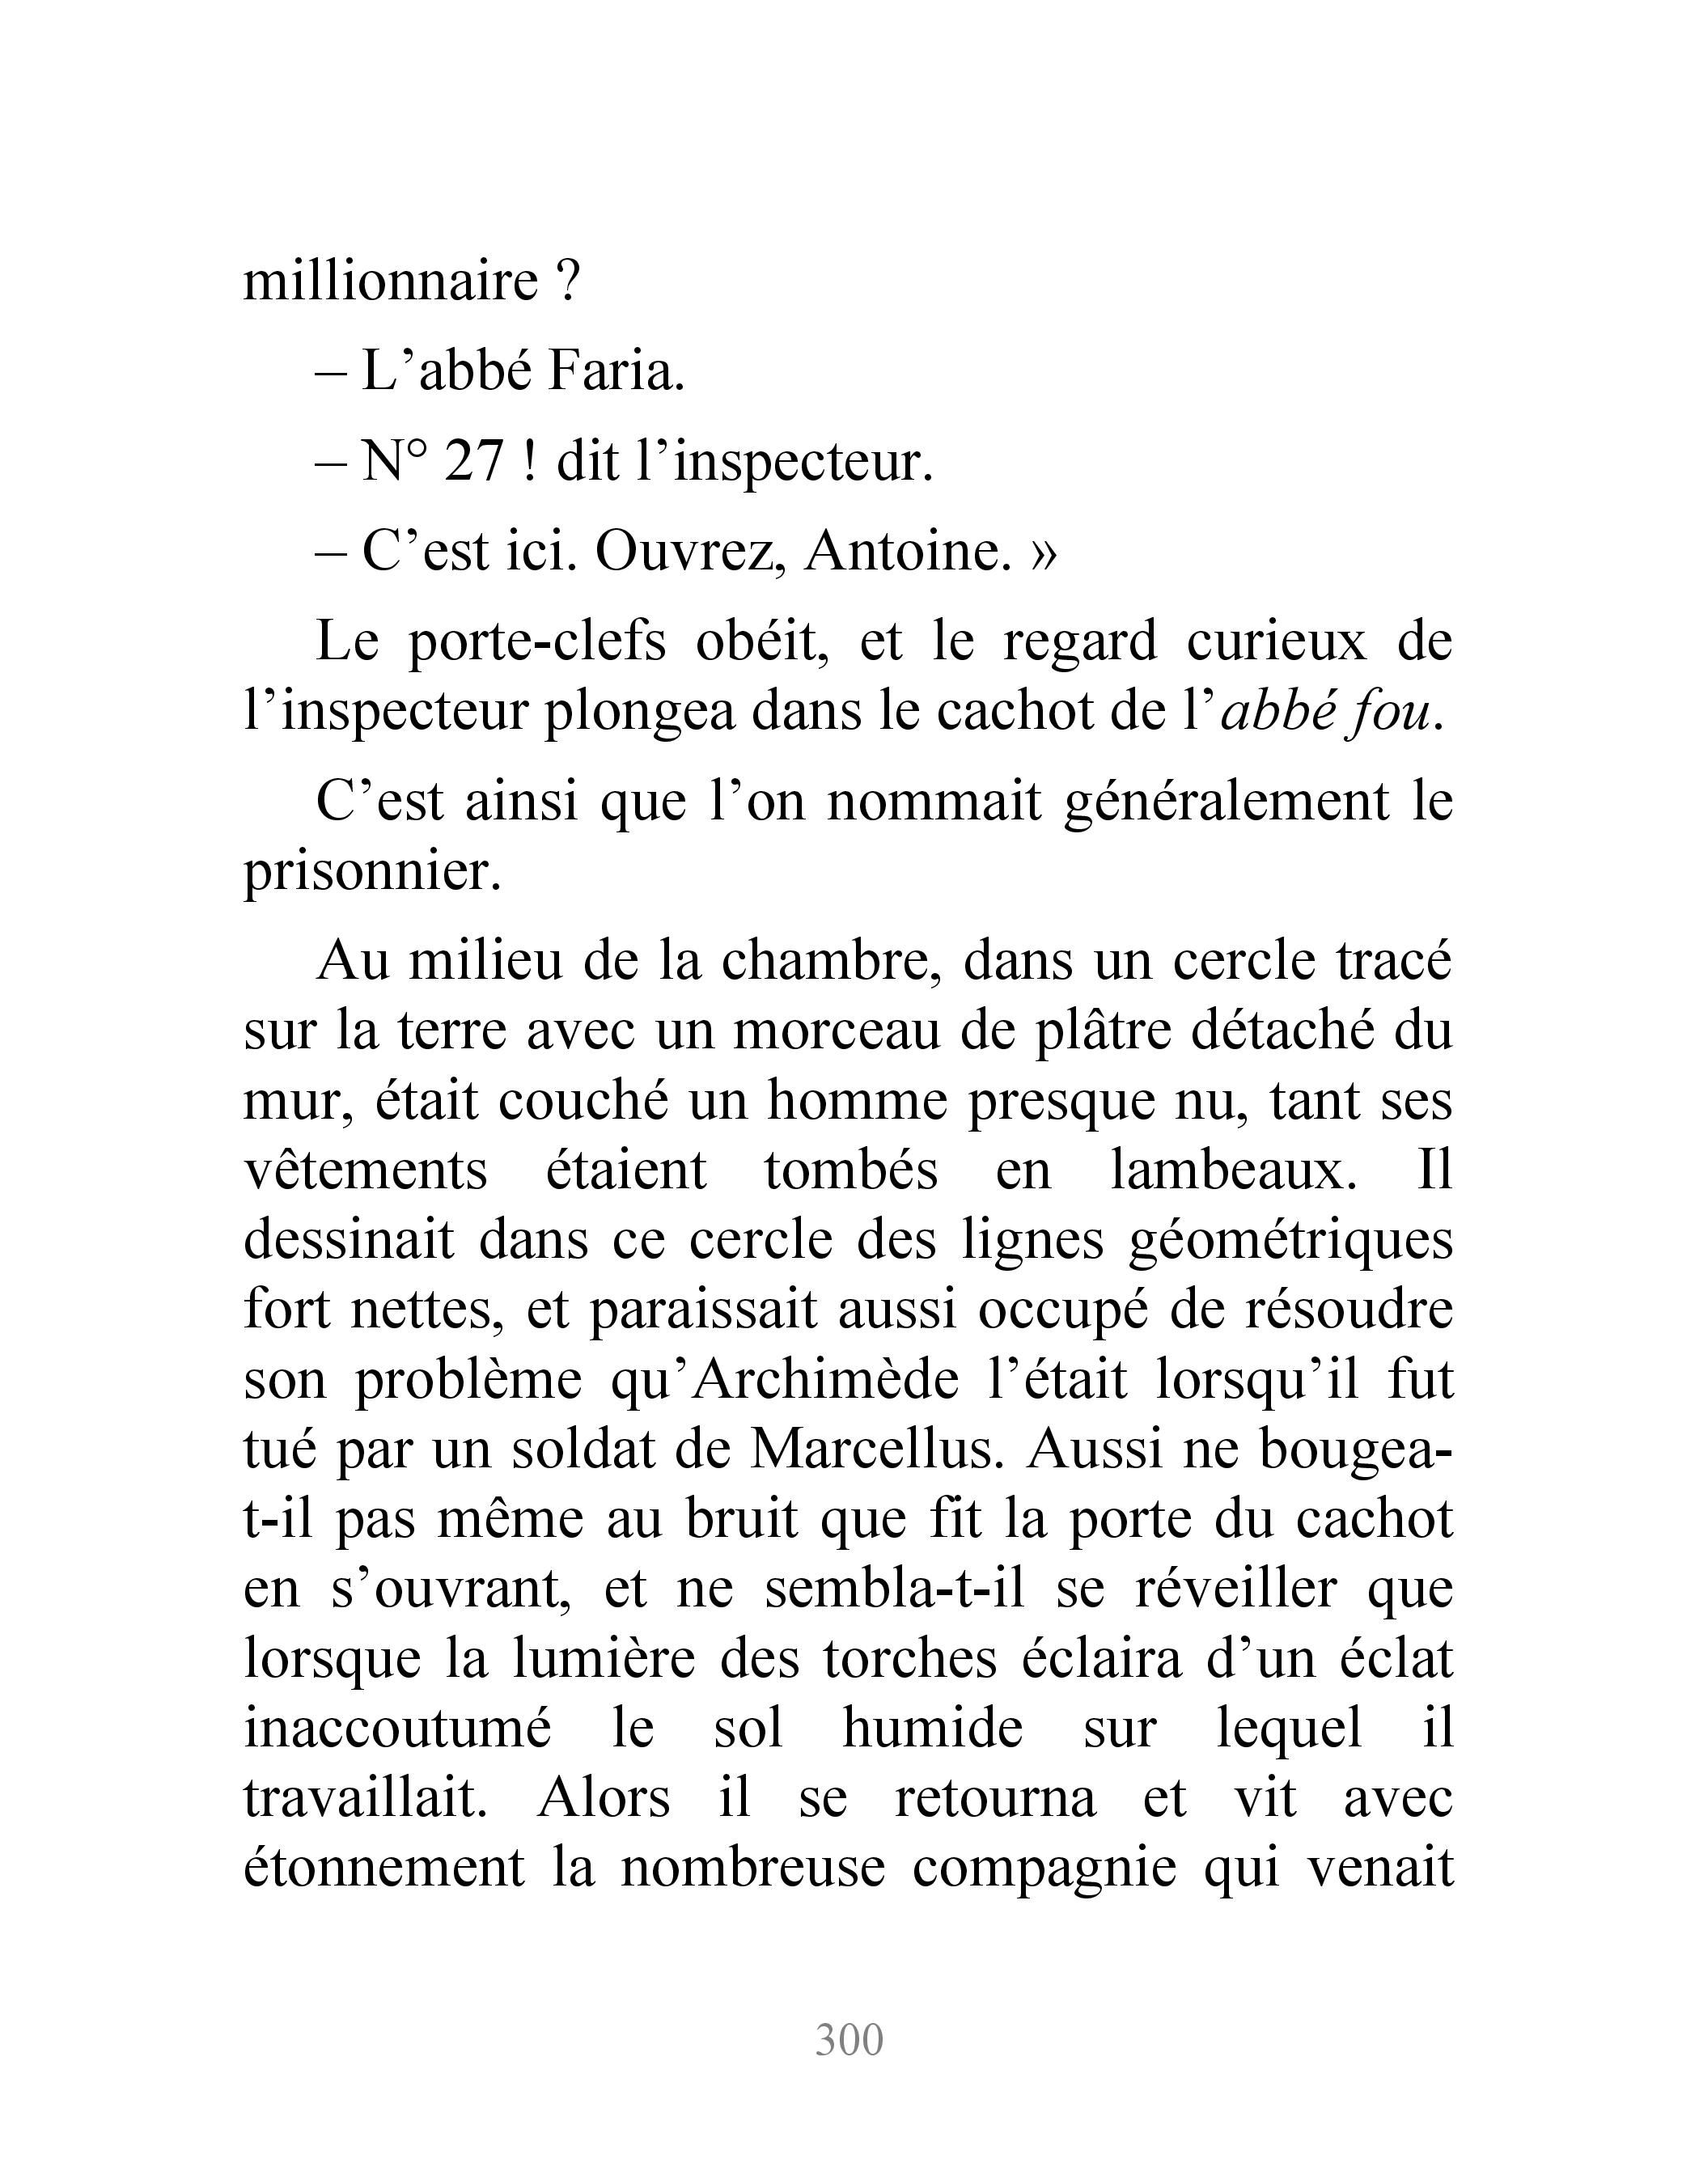 millionnaire ?
– L’abbé Faria.
– N° 27 ! dit l’inspecteur.
– C’est ici. Ouvrez, Antoine. »
Le porte-clefs obéit, et le regard curieux de
l’inspecteur plongea dans le cachot de l’abbé fou.
C’est ainsi que l’on nommait généralement le
prisonnier.
Au milieu de la chambre, dans un cercle tracé
sur la terre avec un morceau de plâtre détaché du
mur, était couché un homme presque nu, tant ses
vêtements étaient tombés en lambeaux. Il
dessinait dans ce cercle des lignes géométriques
fort nettes, et paraissait aussi occupé de résoudre
son problème qu’Archimède l’était lorsqu’il fut
tué par un soldat de Marcellus. Aussi ne bougea-
t-il pas même au bruit que fit la porte du cachot
en s’ouvrant, et ne sembla-t-il se réveiller que
lorsque la lumière des torches éclaira d’un éclat
inaccoutumé le sol humide sur lequel il
travaillait. Alors il se retourna et vit avec
étonnement la nombreuse compagnie qui venait
300